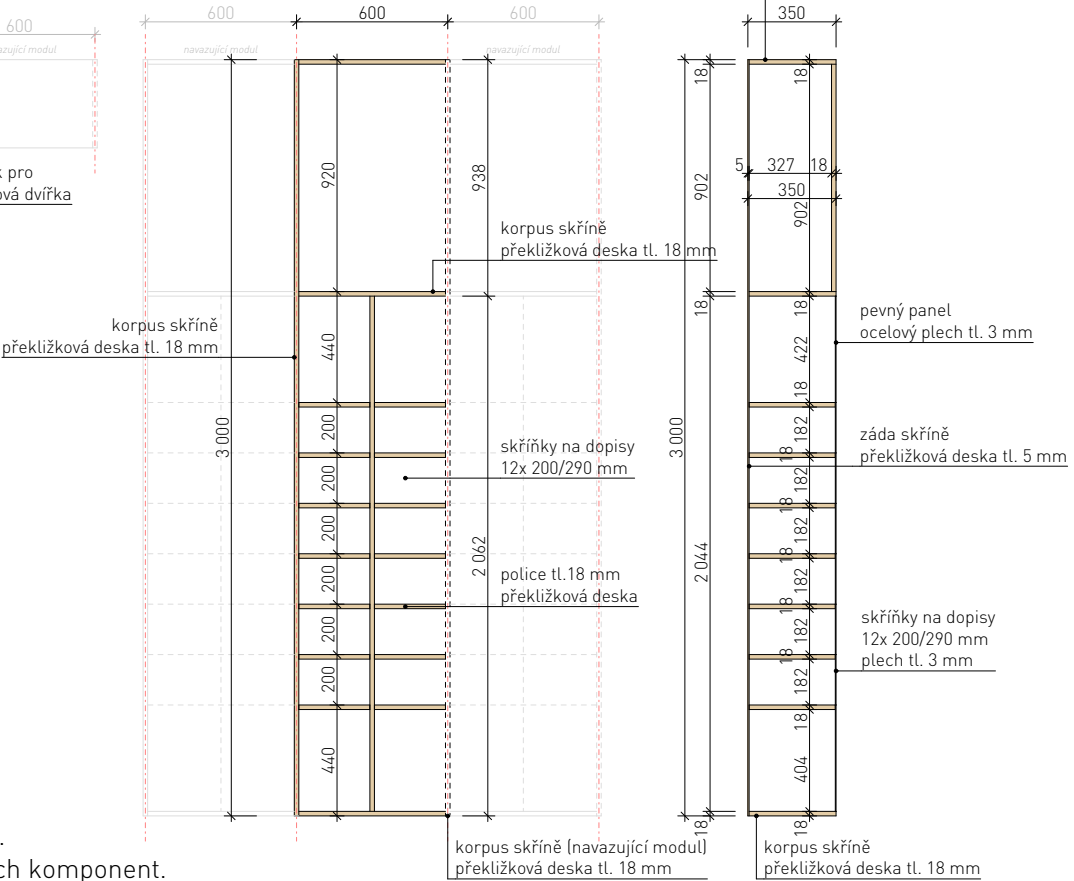 600
600
600
600
350
navazující modul
navazující modul
3 000
920
938
3 000
18
902
18
5
327
18
350
902
k pro
ová dvířka
korpus skříně
překližková deska tl. 18 mm
korpus skříně
překližková deska tl. 18 mm
440
200
200
200
200
200
200
440
2 062
18
2 044
18
18
422
18
182
18
182
18
182
18
182
18
182
18
182
18
404
18
pevný panel
ocelový plech tl. 3 mm
skříňky na dopisy
12x 200/290 mm
záda skříně
překližková deska tl. 5 mm
police tl.18 mm
překližková deska
skříňky na dopisy
12x 200/290 mm
plech tl. 3 mm
korpus skříně (navazující modul)
překližková deska tl. 18 mm
korpus skříně
překližková deska tl. 18 mm
.
ch komponent.